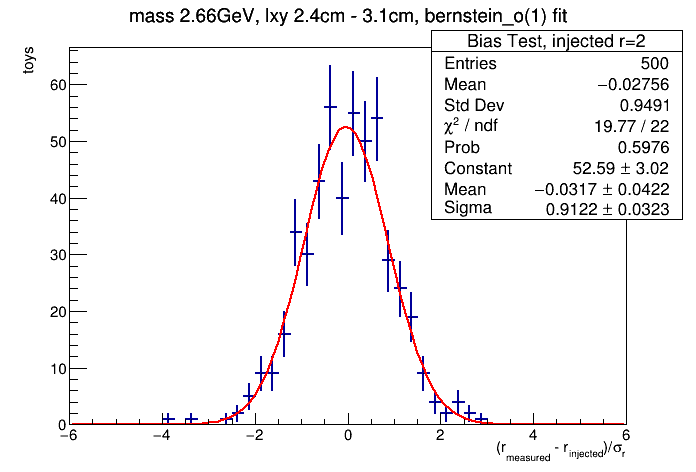 mass 2.66GeV, lxy 2.4cm - 3.1cm, bernstein_o(1) fit
toys
Bias Test, injected r=2
Entries 500
Mean −0.02756
Std Dev 0.9491
χ² / ndf 19.77 / 22
Prob 0.5976
Constant 52.59 ± 3.02
Mean −0.0317 ± 0.0422
Sigma 0.9122 ± 0.0323
60
50
40
30
20
10
0
−6 −4 −2 0 2 4 6
(r_measured - r_injected)/σ_r